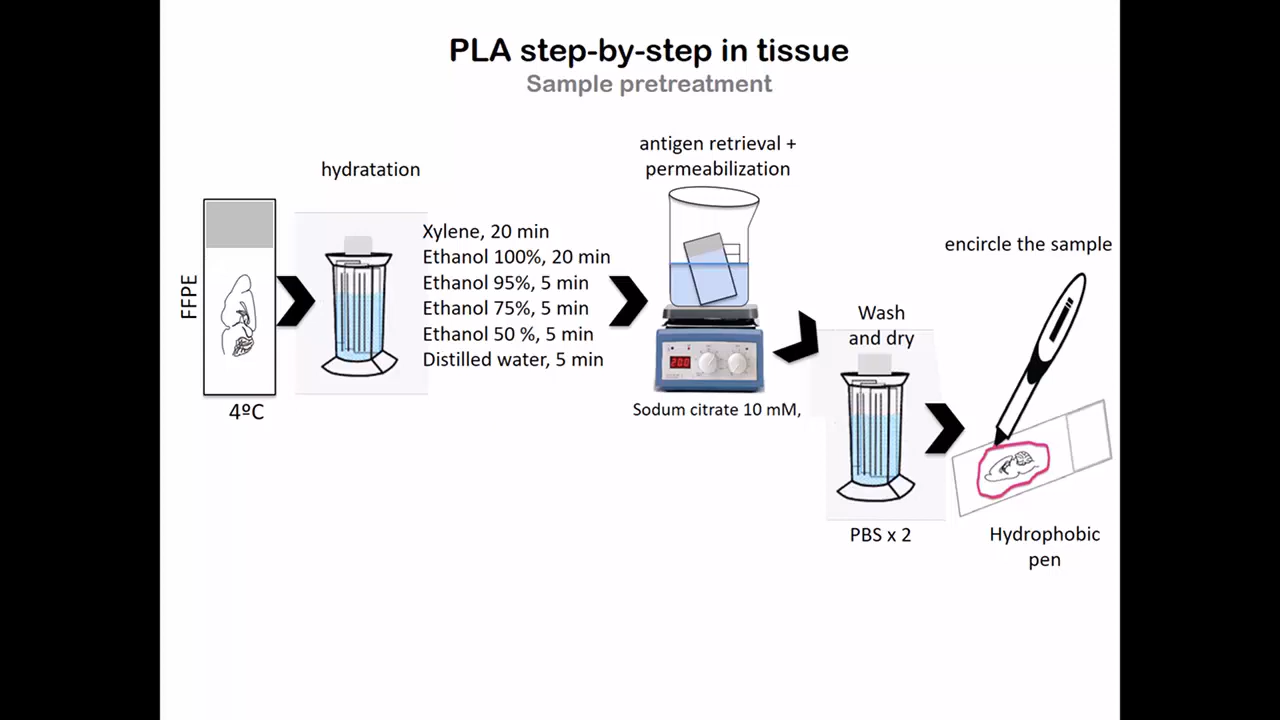 PLA step-by-step in tissue
Sample pretreatment
FFPE
4ºC
hydratation
Xylene, 20 min
Ethanol 100%, 20 min
Ethanol 95%, 5 min
Ethanol 75%, 5 min
Ethanol 50 %, 5 min
Distilled water, 5 min
antigen retrieval +
permeabilization
200
Sodum citrate 10 mM,
Wash
and dry
PBS x 2
encircle the sample
Hydrophobic
pen